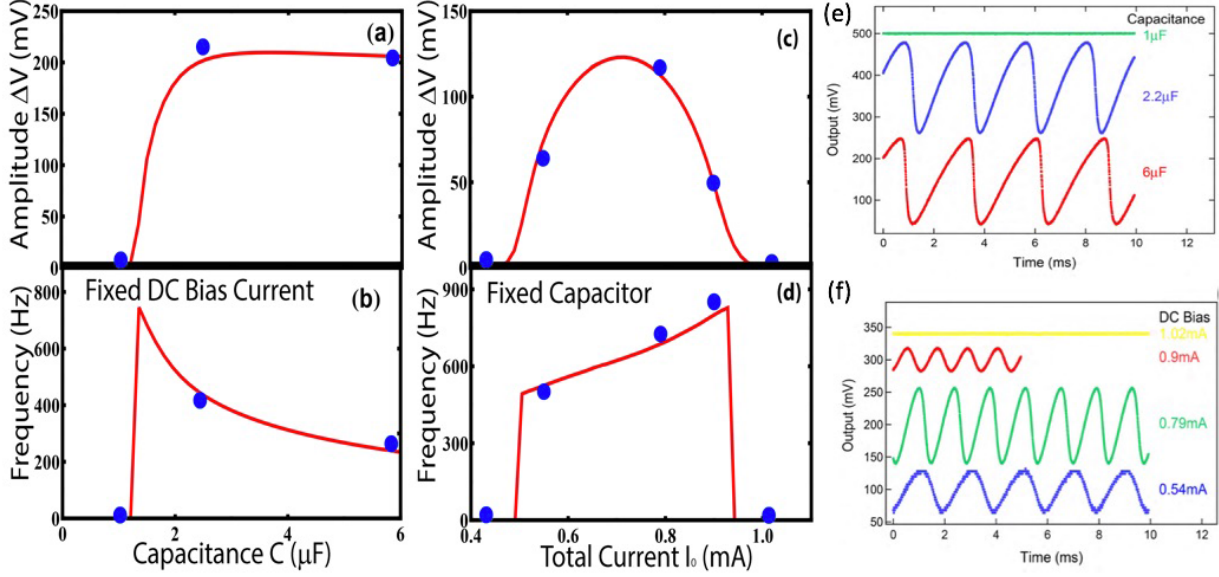 (a)
Amplitude ΔV (mV)
250
200
150
100
50
0
(b)
Fixed DC Bias Current
Frequency (Hz)
800
600
400
200
0
0
2
4
6
Capacitance C (μF)
(c)
Amplitude ΔV (mV)
150
100
50
0
(d)
Fixed Capacitor
Frequency (Hz)
900
600
300
0
0.4
0.6
0.8
1.0
Total Current I₀ (mA)
(e)
Capacitance
1μF
2.2μF
6μF
Output (mV)
500
400
300
200
100
0
0
2
4
6
8
10
12
Time (ms)
(f)
DC Bias
1.02mA
0.9mA
0.79mA
0.54mA
Output (mV)
350
300
250
200
150
100
50
0
2
4
6
8
10
12
Time (ms)